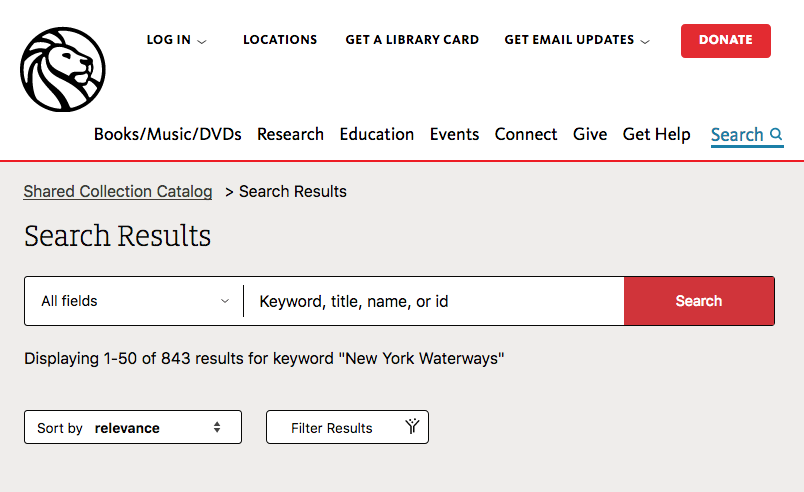 LOG IN LOCATIONS GET A LIBRARY CARD GET EMAIL UPDATES DONATE
Books/Music/DVDs Research Education Events Connect Give Get Help Search
Shared Collection Catalog > Search Results
Search Results
All fields Keyword, title, name, or id Search
Displaying 1-50 of 843 results for keyword "New York Waterways"
Sort by relevance Filter Results